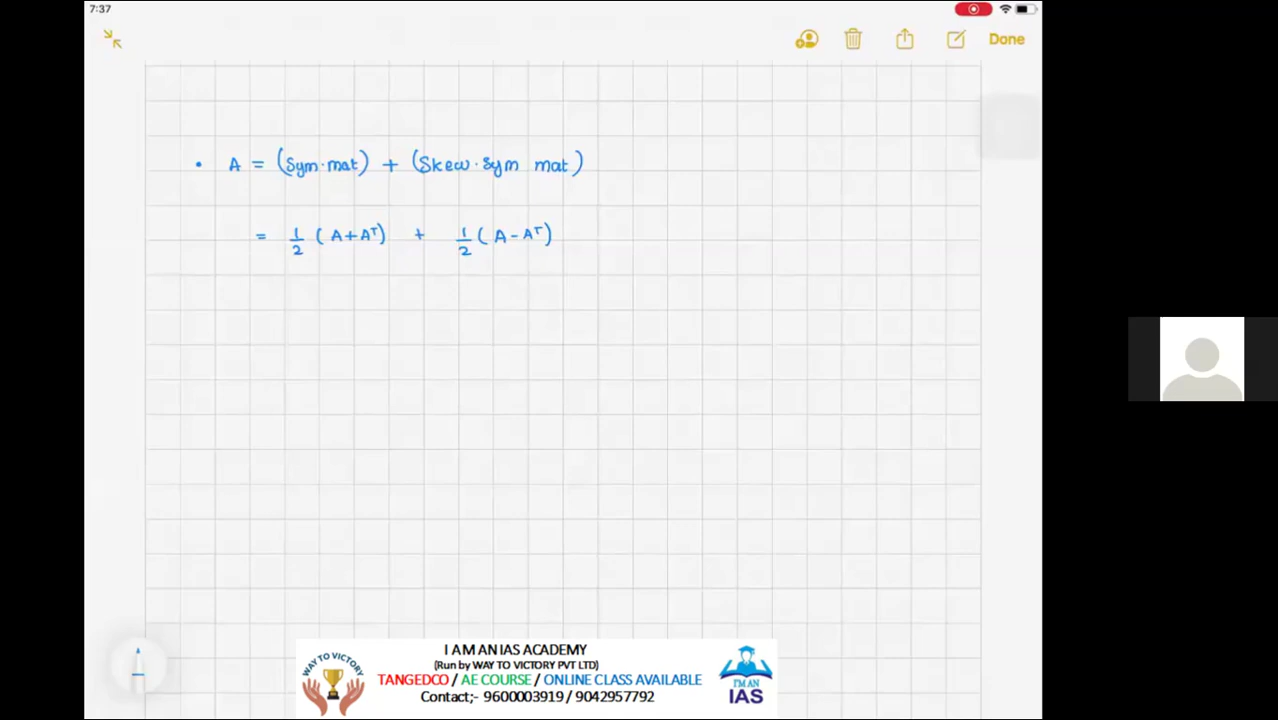 7:37
Done
• A = (Sym. mat) + (Skew. Sym mat)
= 1/2 (A+Aᵀ) + 1/2 (A-Aᵀ)
WAY TO VICTORY
I A M AN IAS ACADEMY
(Run by WAY TO VICTORY PVT LTD)
TANGEDCO / AE COURSE / ONLINE CLASS AVAILABLE
Contact;- 9600003919 / 9042957792
I'M AN
IAS